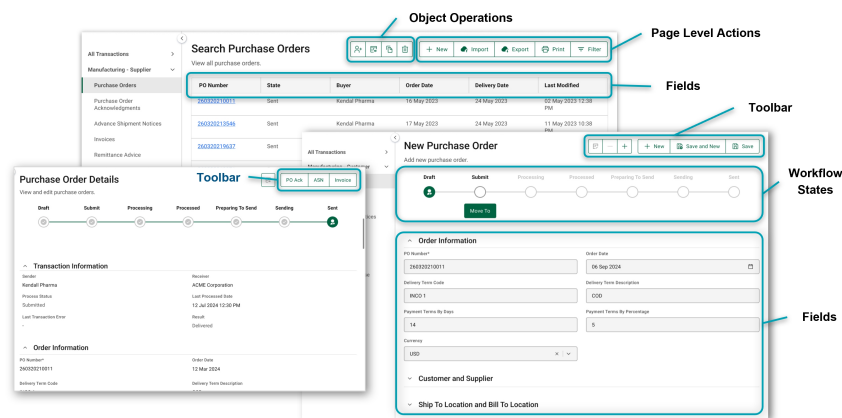 Object Operations
Page Level Actions
Search Purchase Orders
View all purchase orders.
New
Import
Export
Print
Filter
All Transactions
Manufacturing - Supplier
Purchase Orders
Purchase Order
Acknowledgments
Advance Shipment Notices
Invoices
Remittance Advice
PO Number State Buyer Order Date Delivery Date Last Modified
260320210011 Sent Kendal Pharma 16 May 2023 24 May 2023 02 May 2023 12:38
PM
260320213546 Sent Kendal Pharma 17 May 2023 24 May 2023 11 May 2023 10:38
PM
260320219637 Sent
Fields
Toolbar
All Transactions
New Purchase Order
Add new purchase order.
New
Save and New
Save
Draft Submit Processing Processed Preparing To Send Sending Sent
Move To
Workflow
States
Order Information
PO Number*
260320210011
Order Date
06 Sep 2024
Delivery Term Code
INCO 1
Delivery Term Description
COD
Payment Terms By Days
14
Payment Terms By Percentage
5
Currency
USD
Customer and Supplier
Ship To Location and Bill To Location
Fields
Purchase Order Details
View and edit purchase orders.
Toolbar
PO Ack ASN Invoice
Draft Submit Processing Processed Preparing To Send Sending Sent
Transaction Information
Sender
Kendall Pharma
Receiver
ACME Corporation
Process Status
Submitted
Last Processed Date
12 Jul 2024 12:30 PM
Last Transaction Error
-
Result
Delivered
Order Information
PO Number*
260320210011
Order Date
12 Mar 2024
Delivery Term Code
Delivery Term Description